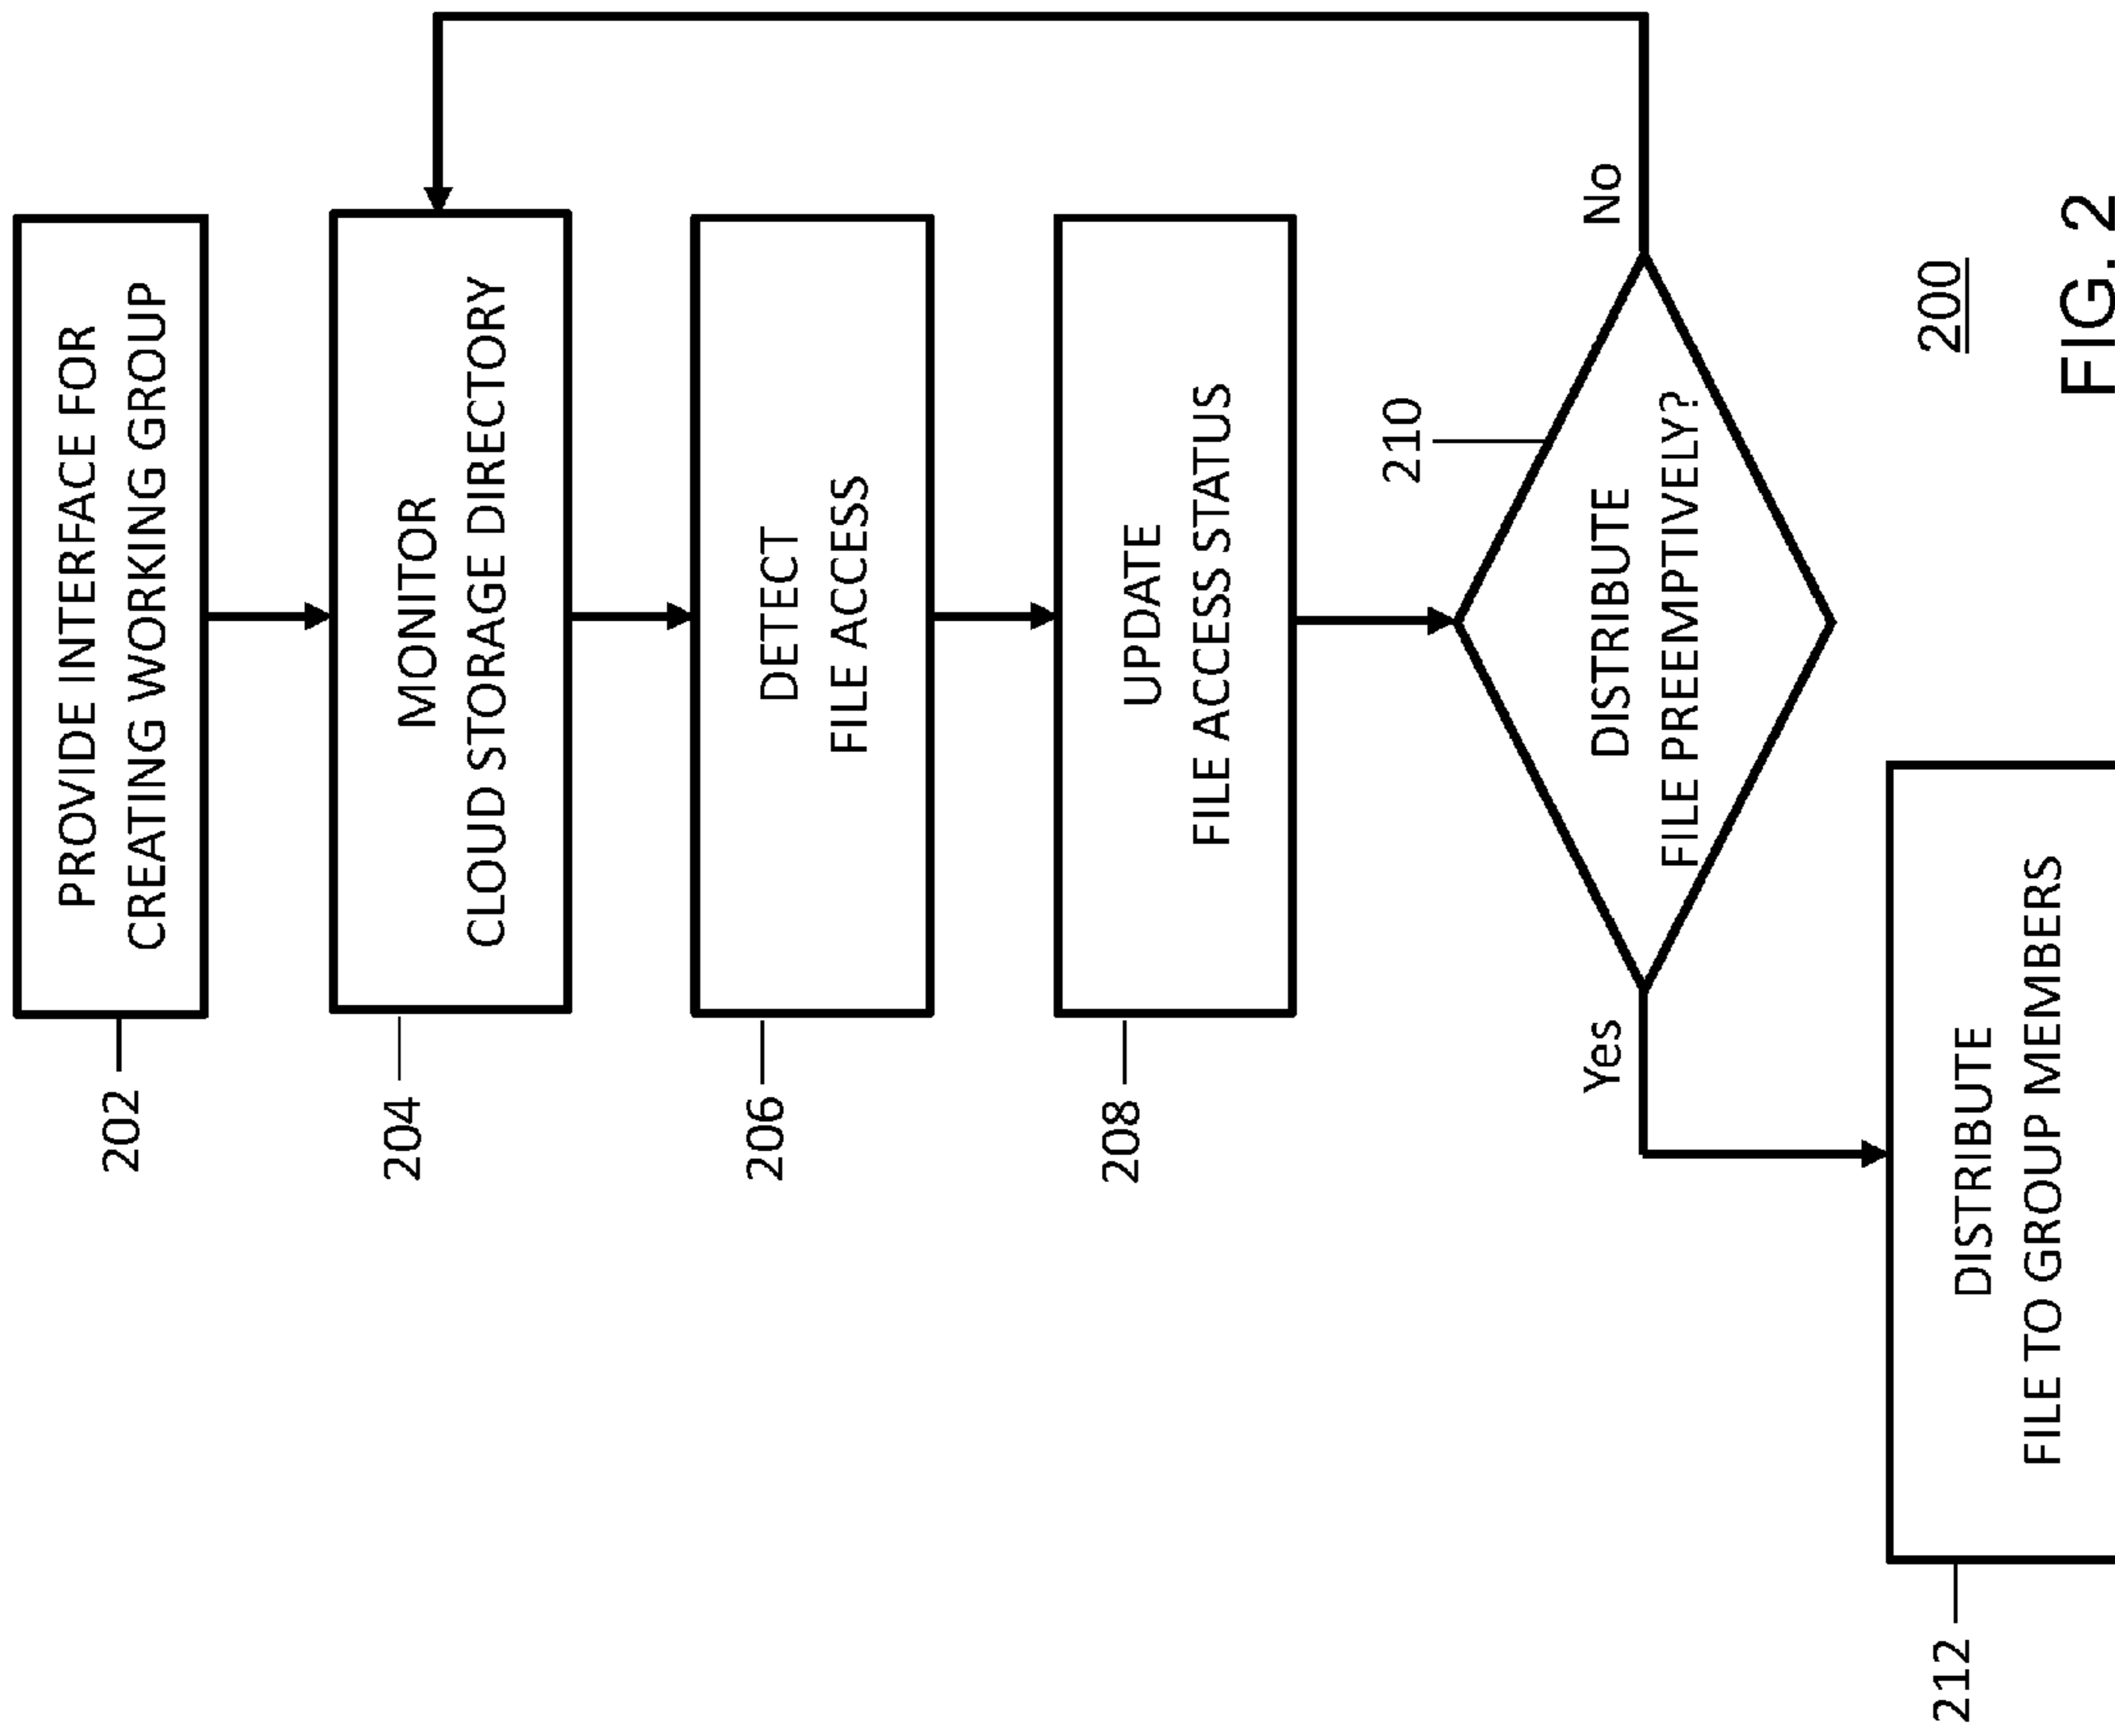 202
PROVIDE INTERFACE FOR
CREATING WORKING GROUP
204
MONITOR
CLOUD STORAGE DIRECTORY
206
DETECT
FILE ACCESS
208
UPDATE
FILE ACCESS STATUS
210
Yes
DISTRIBUTE
FILE PREEMPTIVELY?
No
212
DISTRIBUTE
FILE TO GROUP MEMBERS
200
FIG. 2